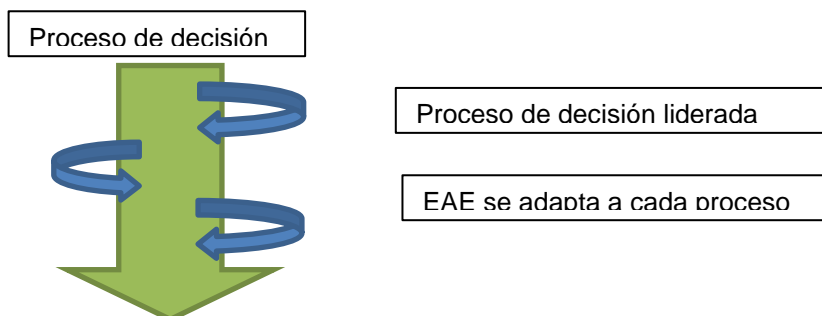 Proceso de decisión
Proceso de decisión liderada
EAE se adapta a cada proceso